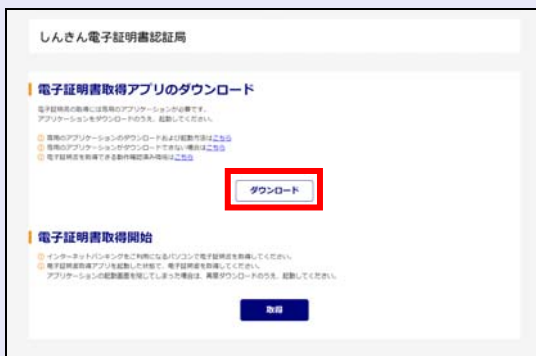 しんきん電子証明書認証局
電子証明書取得アプリのダウンロード
電子証明書の取得には専用のアプリケーションが必要です。
アプリケーションをダウンロードのうえ、起動してください。
専用のアプリケーションのダウンロードおよび起動方法はこちら
専用のアプリケーションがダウンロードできない場合はこちら
電子証明書を取得できる動作確認済み環境はこちら
ダウンロード
電子証明書取得開始
インターネットバンキングをご利用になるパソコンで電子証明書を取得してください。
電子証明書取得アプリを起動した状態で、電子証明書を取得してください。
アプリケーションの起動画面を閉じてしまった場合は、再度ダウンロードのうえ、起動してください。
取得